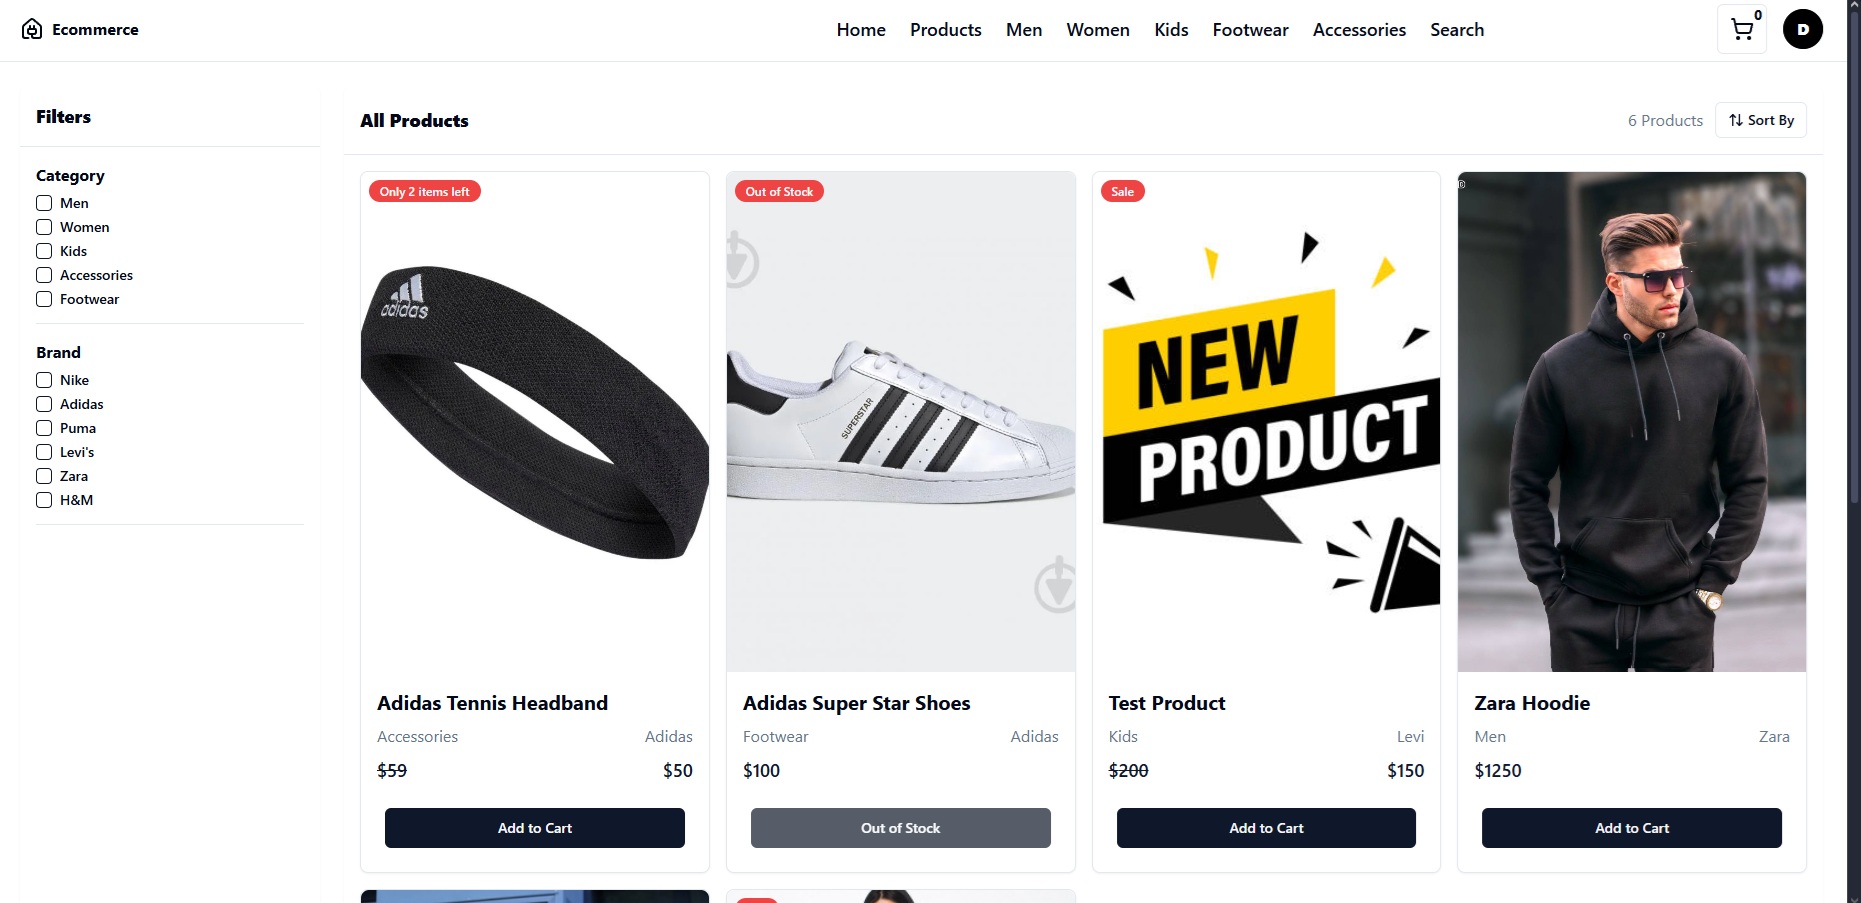 Ecommerce
Home Products Men Women Kids Footwear Accessories Search
0
D
Filters
Category
Men
Women
Kids
Accessories
Footwear
Brand
Nike
Adidas
Puma
Levi's
Zara
H&M
All Products
6 Products
Sort By
Only 2 items left
adidas
Adidas Tennis Headband
Accessories Adidas
$59 $50
Add to Cart
Out of Stock
SUPERSTAR
Adidas Super Star Shoes
Footwear Adidas
$100
Out of Stock
Sale
NEW
PRODUCT
Test Product
Kids Levi
$200 $150
Add to Cart
Zara Hoodie
Men Zara
$1250
Add to Cart